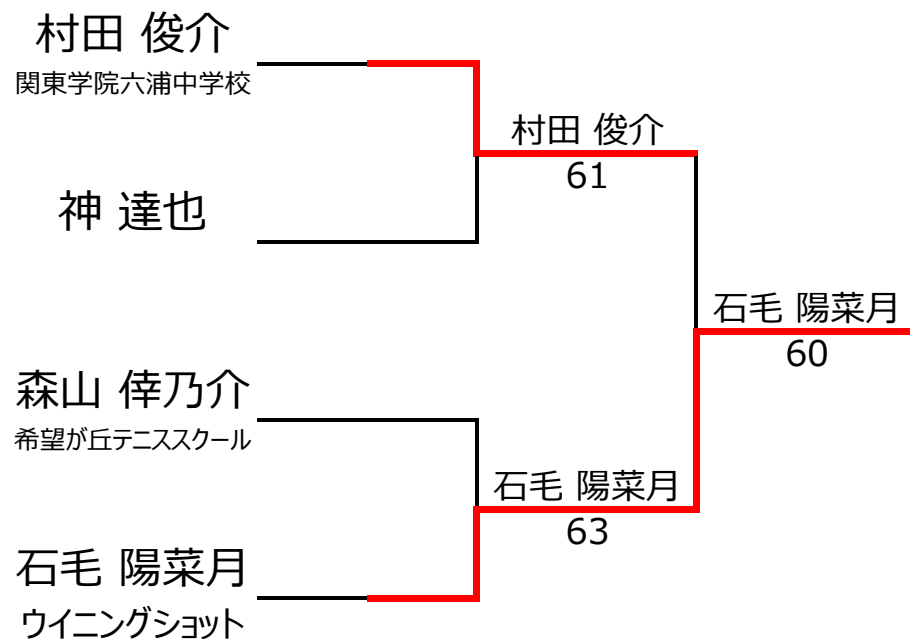 村田 俊介
関東学院六浦中学校
村田 俊介
61
神 達也
石毛 陽菜月
60
森山 倖乃介
希望が丘テニススクール
石毛 陽菜月
63
石毛 陽菜月
ウイニングショット